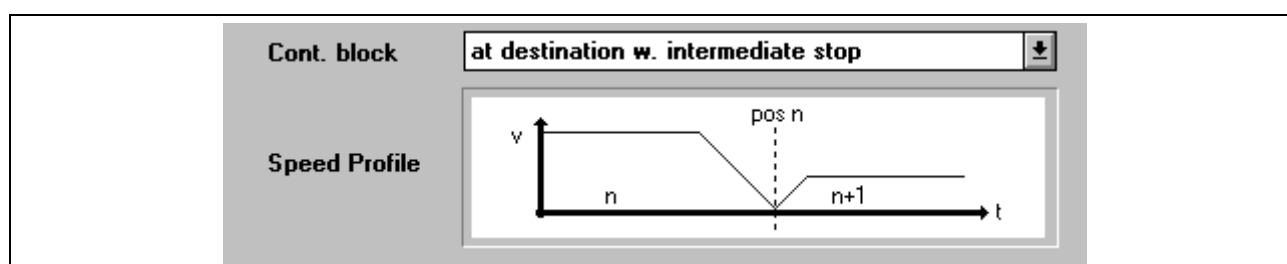 Cont. block
at destination w. intermediate stop
pos n
v
Speed Profile
n
n+1
t